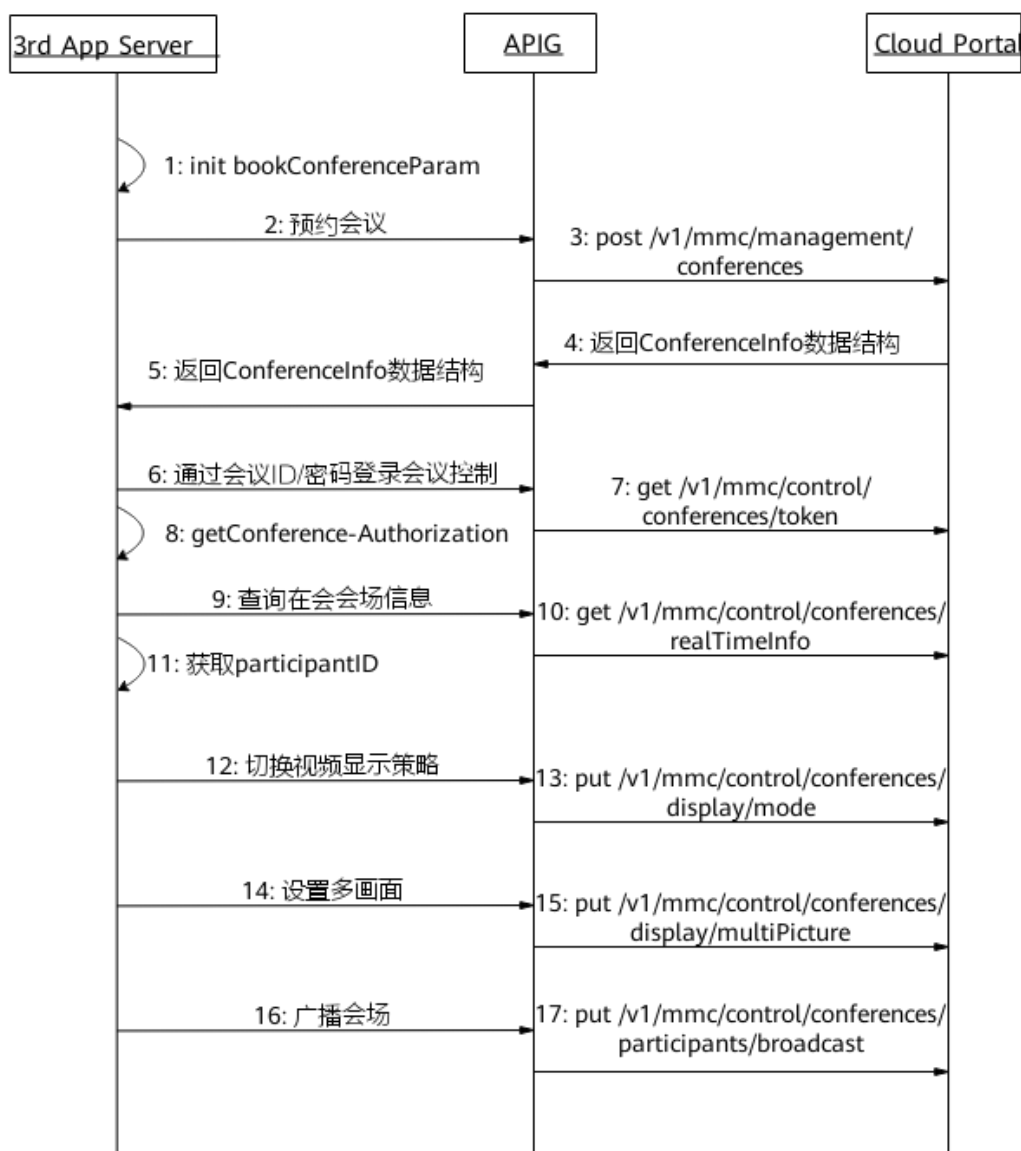 3rd App Server
APIG
Cloud Portal
1: init bookConferenceParam
2: 预约会议
3: post /v1/mmc/management/
conferences
4: 返回ConferenceInfo数据结构
5: 返回ConferenceInfo数据结构
6: 通过会议ID/密码登录会议控制
7: get /v1/mmc/control/
conferences/token
8: getConference-Authorization
9: 查询在会会场信息
10: get /v1/mmc/control/conferences/
realTimeInfo
11: 获取participantID
12: 切换视频显示策略
13: put /v1/mmc/control/conferences/
display/mode
14: 设置多画面
15: put /v1/mmc/control/conferences/
display/multiPicture
16: 广播会场
17: put /v1/mmc/control/conferences/
participants/broadcast